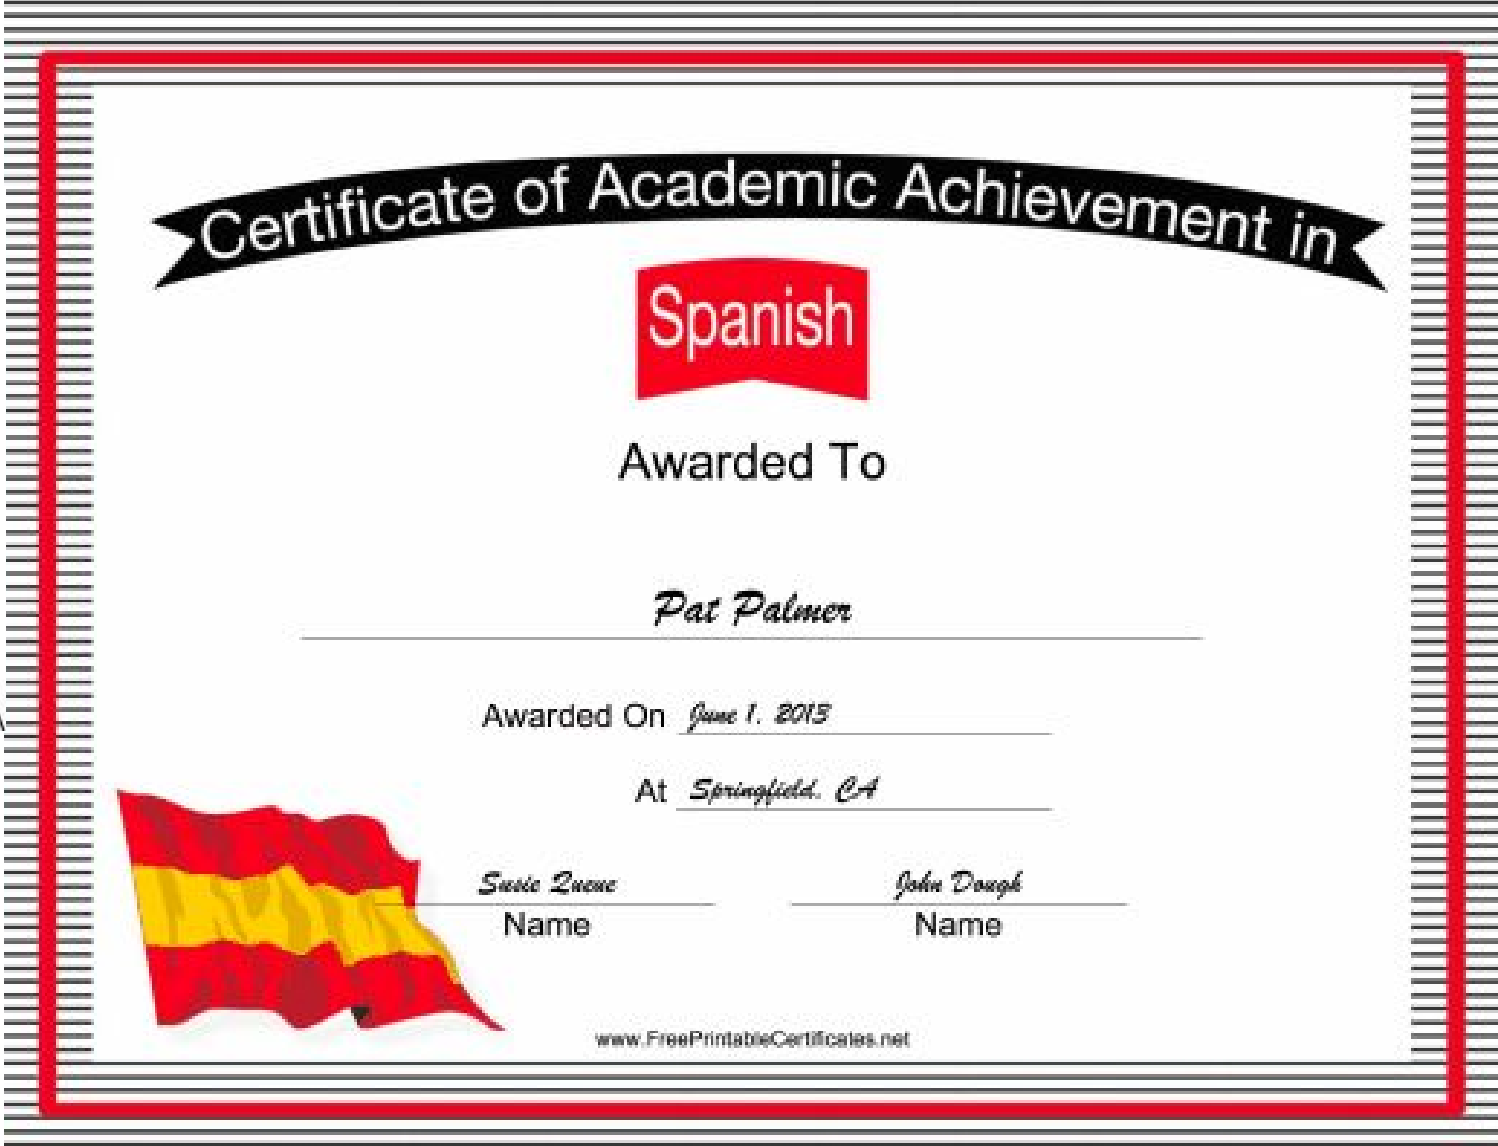 Certificate of Academic Achievement in
Spanish
Awarded To
Pat Palmer
Awarded On June 1, 2013
At Springfield, CA
Susie Queue John Dough
Name Name
www.FreePrintableCertificates.net